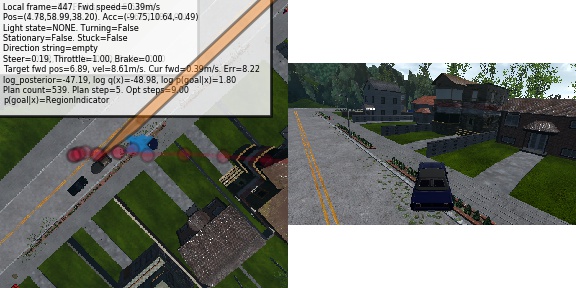 Local frame=447. Fwd speed=0.39m/s
Pos=(4.78,58.99,38.20). Acc=(-9.75,10.64,-0.49)
Light state=NONE. Turning=False
Stationary=False. Stuck=False
Direction string=empty
Steer=0.19, Throttle=1.00, Brake=0.00
Target fwd pos=6.89, vel=8.61m/s. Cur fwd=0.39m/s. Err=8.22
log_posterior=-47.19, log q(x)=-48.98, log p(goal|x)=1.80
Plan count=539. Plan step=5. Opt steps=9.00
p(goal|x)=RegionIndicator